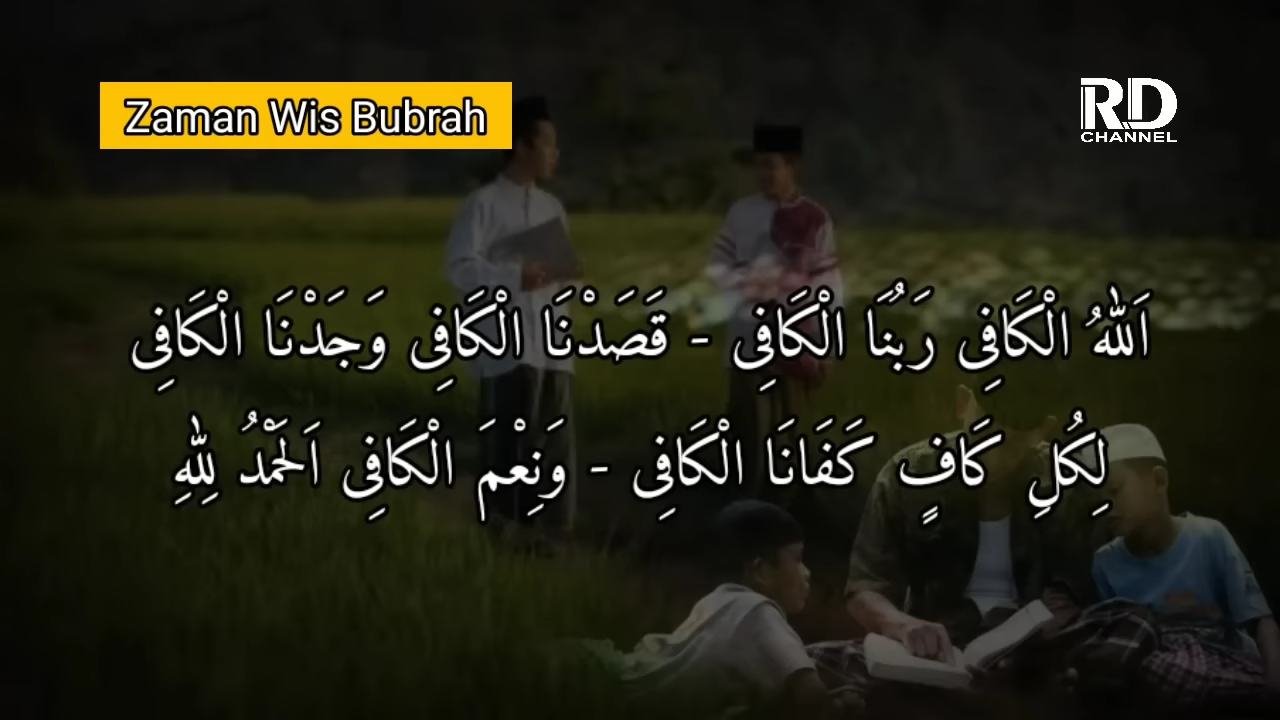 Zaman Wis Bubrah
RD
CHANNEL
اَللهُ الْكَافِى رَبُنَا الْكَافِى - قَصَدْنَا الْكَافِى وَجَدْنَا الْكَافِى
لِكُلِ كَافٍ كَفَانَا الْكَافِى - وَنِعْمَ الْكَافِى اَلْحَمْدُ لِلّٰهِ